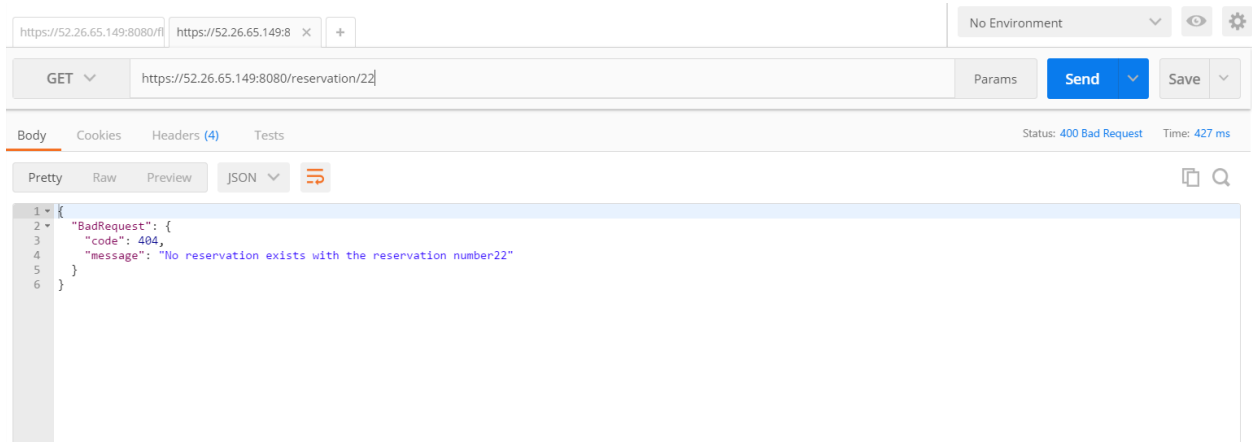 https://52.26.65.149:8080/fl https://52.26.65.149:8 +
No Environment
GET https://52.26.65.149:8080/reservation/22 Params Send Save
Body Cookies Headers (4) Tests Status: 400 Bad Request Time: 427 ms
Pretty Raw Preview JSON
1 {
2 "BadRequest": {
3 "code": 404,
4 "message": "No reservation exists with the reservation number22"
5 }
6 }